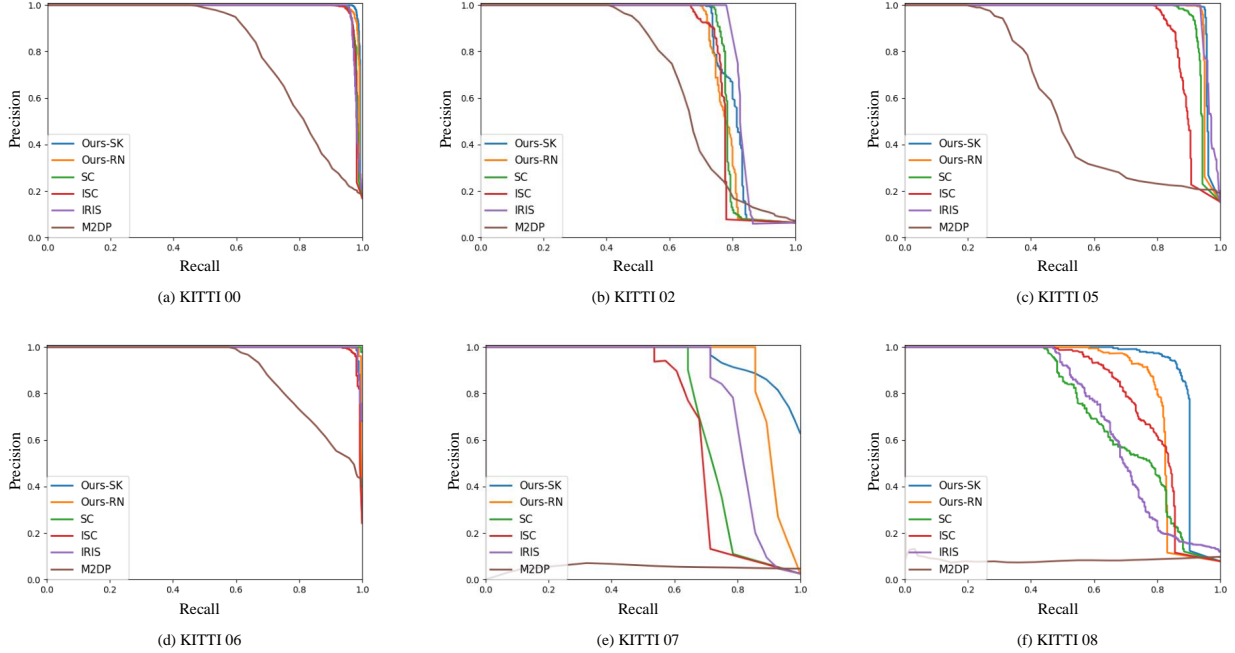 Precision
1.0
0.8
0.6
0.4
0.2
0.0
Ours-SK
Ours-RN
SC
ISC
IRIS
M2DP
0.0 0.2 0.4 0.6 0.8 1.0
Recall
(a) KITTI 00
Precision
1.0
0.8
0.6
0.4
0.2
0.0
Ours-SK
Ours-RN
SC
ISC
IRIS
M2DP
0.0 0.2 0.4 0.6 0.8 1.0
Recall
(b) KITTI 02
Precision
1.0
0.8
0.6
0.4
0.2
0.0
Ours-SK
Ours-RN
SC
ISC
IRIS
M2DP
0.0 0.2 0.4 0.6 0.8 1.0
Recall
(c) KITTI 05
Precision
1.0
0.8
0.6
0.4
0.2
0.0
Ours-SK
Ours-RN
SC
ISC
IRIS
M2DP
0.0 0.2 0.4 0.6 0.8 1.0
Recall
(d) KITTI 06
Precision
1.0
0.8
0.6
0.4
0.2
0.0
Ours-SK
Ours-RN
SC
ISC
IRIS
M2DP
0.0 0.2 0.4 0.6 0.8 1.0
Recall
(e) KITTI 07
Precision
1.0
0.8
0.6
0.4
0.2
0.0
Ours-SK
Ours-RN
SC
ISC
IRIS
M2DP
0.0 0.2 0.4 0.6 0.8 1.0
Recall
(f) KITTI 08